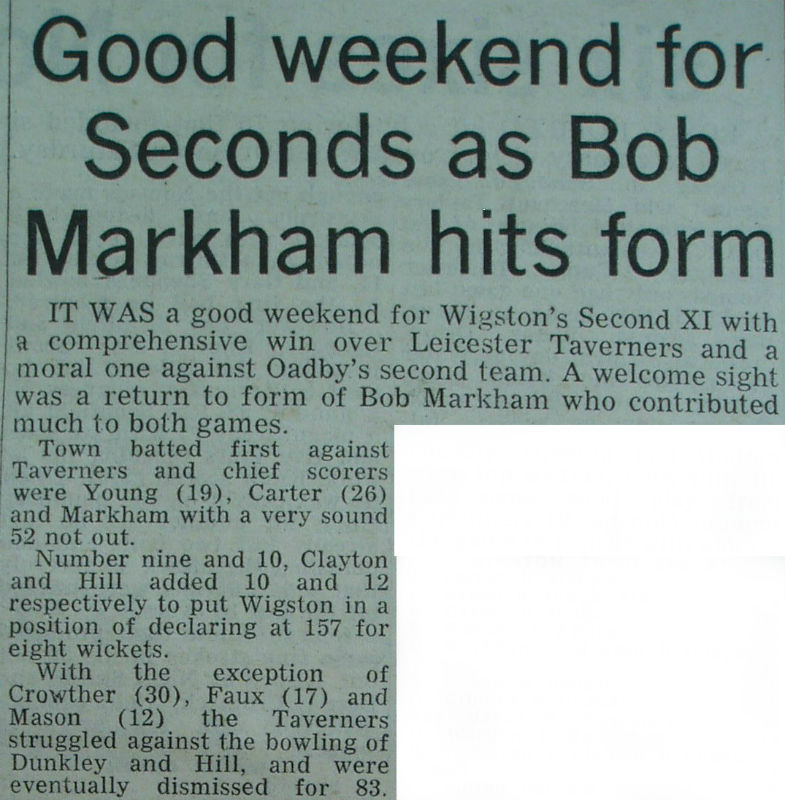 Good weekend for
Seconds as Bob
Markham hits form
IT WAS a good weekend for Wigston's Second XI with
a comprehensive win over Leicester Taverners and a
moral one against Oadby's second team. A welcome sight
was a return to form of Bob Markham who contributed
much to both games.
Town batted first against
Taverners and chief scorers
were Young (19), Carter (26)
and Markham with a very sound
52 not out.
Number nine and 10, Clayton
and Hill added 10 and 12
respectively to put Wigston in a
position of declaring at 157 for
eight wickets.
With the exception of
Crowther (30), Faux (17) and
Mason (12) the Taverners
struggled against the bowling of
Dunkley and Hill, and were
eventually dismissed for 83.